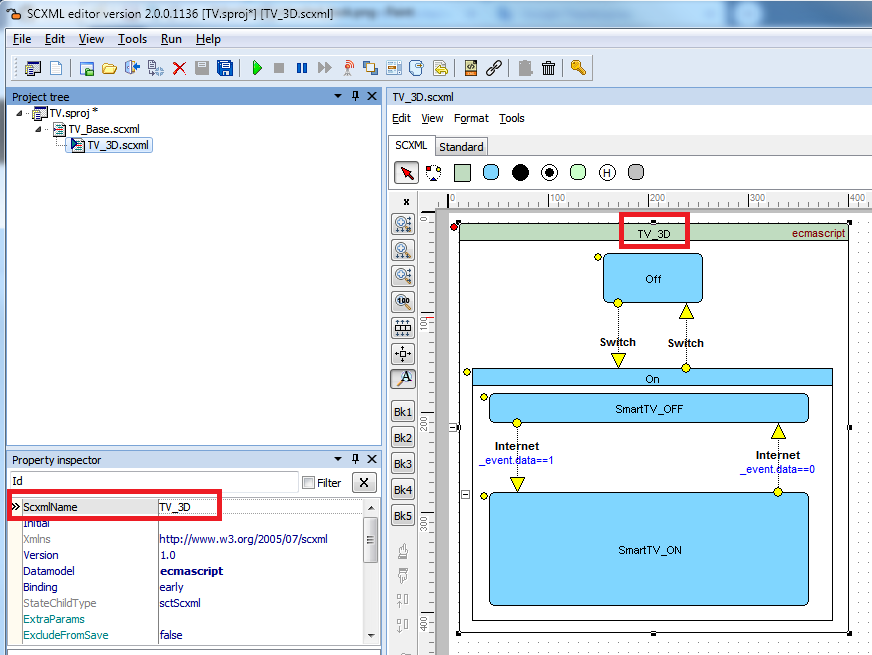 SCXML editor version 2.0.0.1136 [TV.sproj*] [TV_3D.scxml]
File Edit View Tools Run Help
Project tree
TV.sproj *
TV_Base.scxml
TV_3D.scxml
Property inspector
Id
Filter
X
ScxmlName TV_3D
Initial
Xmlns http://www.w3.org/2005/07/scxml
Version 1.0
Datamodel ecmascript
Binding early
StateChildType sctScxml
ExtraParams
ExcludeFromSave false
TV_3D.scxml
Edit View Format Tools
SCXML Standard
H
x
0 100 200 300 400
100
Bk1
Bk2
Bk3
Bk4
Bk5
0
100
200
300
400
TV_3D
ecmascript
Off
Switch Switch
On
SmartTV_OFF
Internet
_event.data==1
Internet
_event.data==0
SmartTV_ON